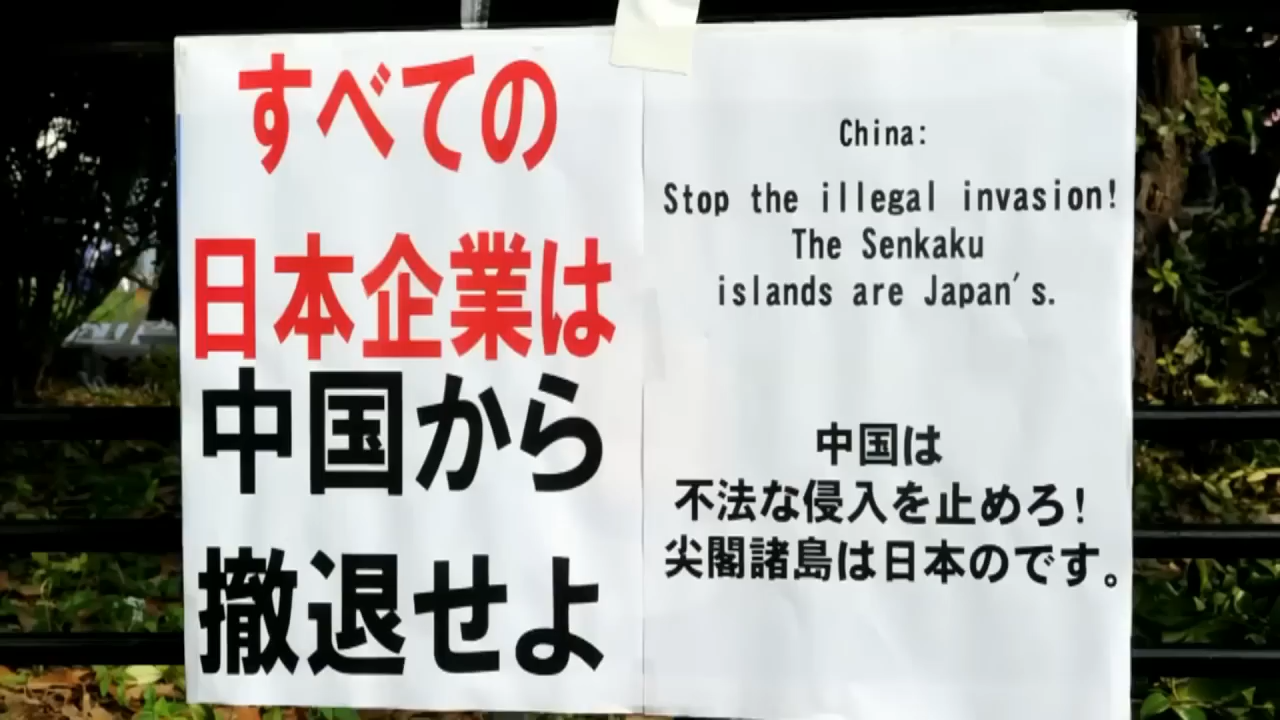 すべての
日本企業は
中国から
撤退せよ
China:
Stop the illegal invasion!
The Senkaku
islands are Japan's.
中国は
不法な侵入を止めろ!
尖閣諸島は日本のです。